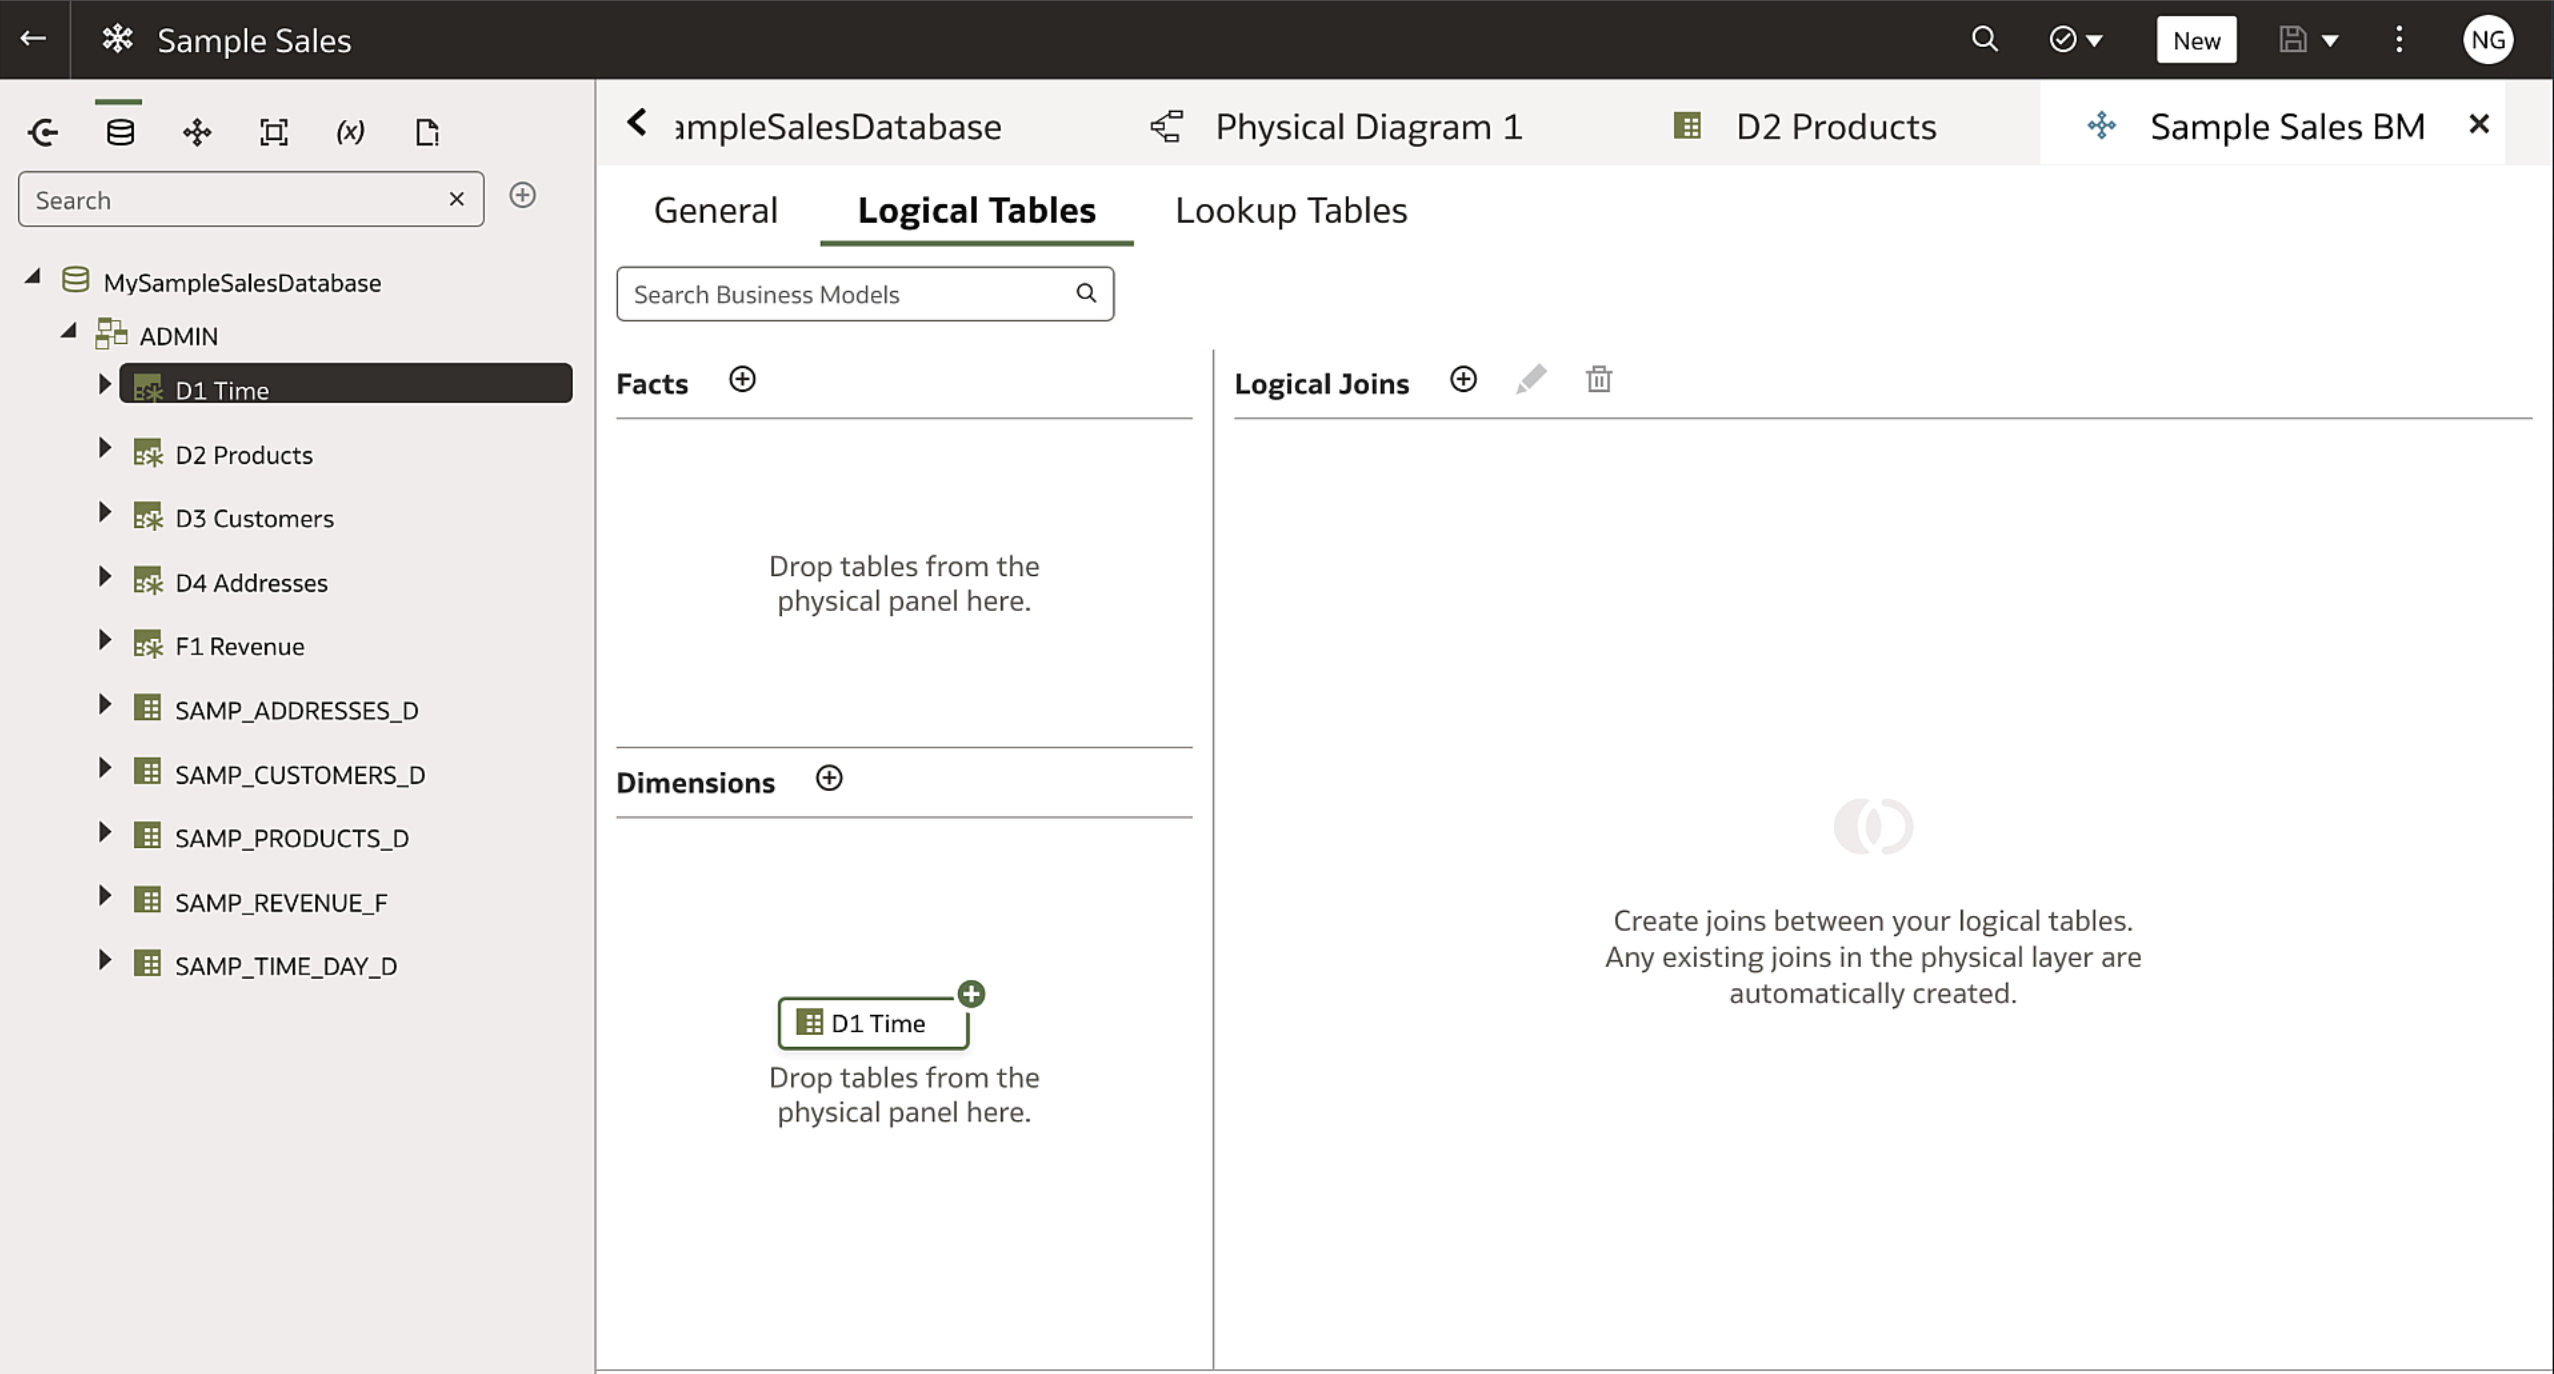 Sample Sales
New
NG
Search
MySampleSalesDatabase
ADMIN
D1 Time
D2 Products
D3 Customers
D4 Addresses
F1 Revenue
SAMP_ADDRESSES_D
SAMP_CUSTOMERS_D
SAMP_PRODUCTS_D
SAMP_REVENUE_F
SAMP_TIME_DAY_D
ampleSalesDatabase
Physical Diagram 1
D2 Products
Sample Sales BM
General
Logical Tables
Lookup Tables
Search Business Models
Facts
Drop tables from the
physical panel here.
Dimensions
D1 Time
Drop tables from the
physical panel here.
Logical Joins
Create joins between your logical tables.
Any existing joins in the physical layer are
automatically created.